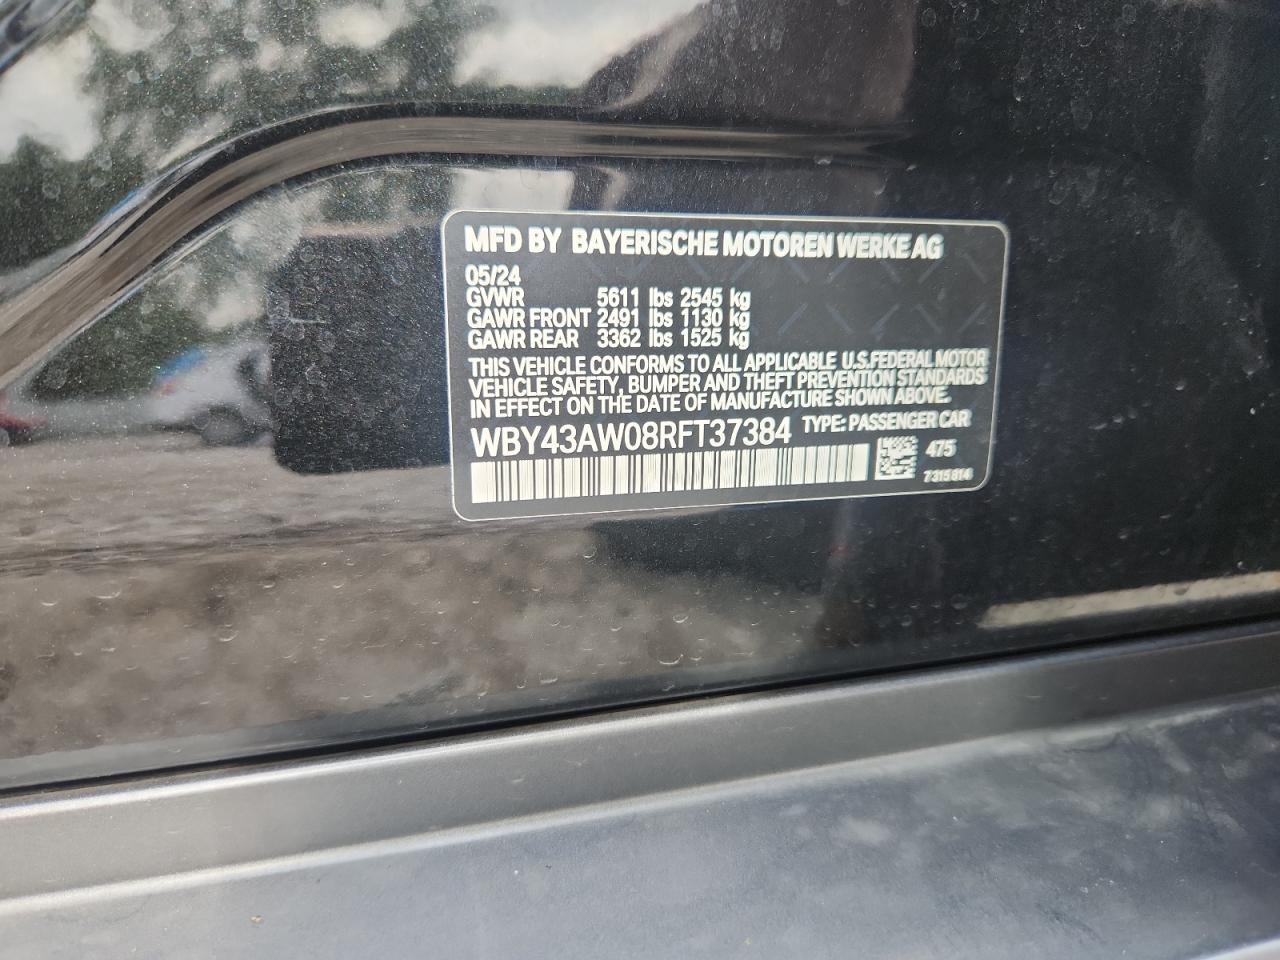 MFD BY BAYERISCHE MOTOREN WERKE AG
05/24
GVWR 5611 lbs 2545 kg
GAWR FRONT 2491 lbs 1130 kg
GAWR REAR 3362 lbs 1525 kg
THIS VEHICLE CONFORMS TO ALL APPLICABLE U.S.FEDERAL MOTOR
VEHICLE SAFETY, BUMPER AND THEFT PREVENTION STANDARDS
IN EFFECT ON THE DATE OF MANUFACTURE SHOWN ABOVE.
WBY43AW08RFT37384 TYPE: PASSENGER CAR
475
7315814